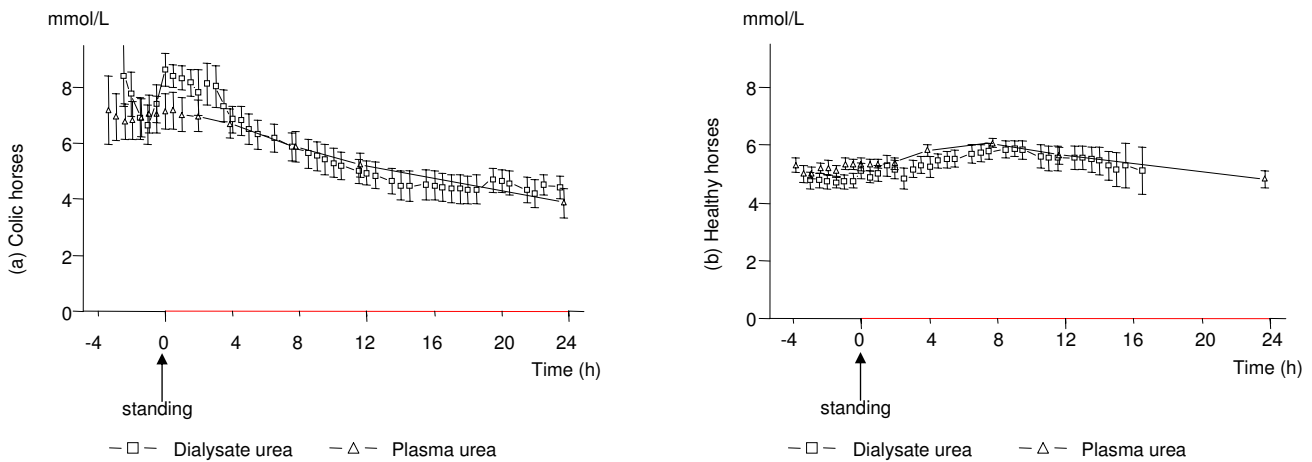 mmol/L
8
6
4
2
0
-4 0 4 8 12 16 20 24
Time (h)
standing
(a) Colic horses
Dialysate urea Plasma urea
mmol/L
8
6
4
2
0
-4 0 4 8 12 16 20 24
Time (h)
standing
(b) Healthy horses
Dialysate urea Plasma urea